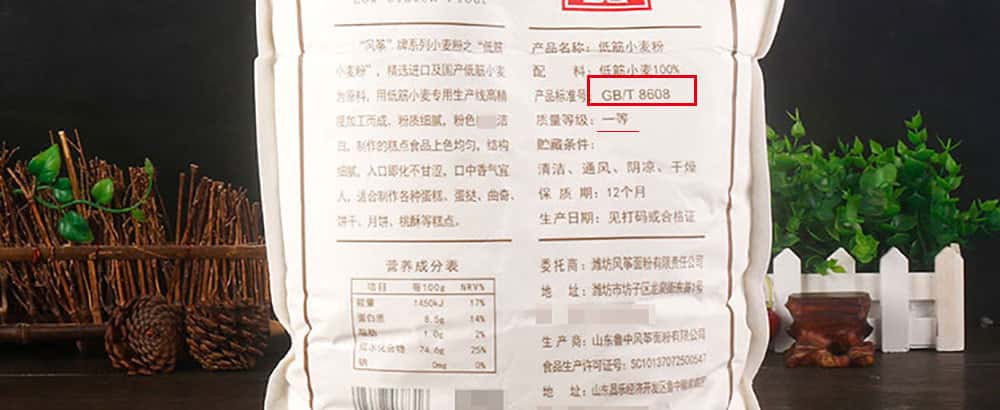 Low Gluten Flour
"风筝"牌系列小麦粉之"低筋
小麦粉",精选进口及国产低筋小麦
为原料,用低筋小麦专用生产线高精
提加工而成、粉质细腻,粉色 洁
白。制作的糕点食品上色均匀,结构
细腻,入口即化不甘涩,口中香气宜
人。适合制作各种蛋糕、蛋挞、曲奇、
饼干、月饼、桃酥等糕点。
营养成分表
项目 每100g NRV%
能量 1450kJ 17%
蛋白质 8.5g 14%
脂肪 1.0g 2%
碳水化合物 74.6g 25%
钠 0mg 0%
产品名称:低筋小麦粉
配 料:低筋小麦100%
产品标准号:GB/T 8608
质量等级:一等
贮藏条件:
清洁、通风、阴凉、干燥
保 质 期:12个月
生产日期:见打码或合格证
委 托 商:潍坊风筝面粉有限责任公司
地 址:潍坊市坊子区北海街东路1号
生 产 商:山东鲁中风筝面粉有限公司
食品生产许可证号:SC10137072500547
地 址:山东昌乐经济开发区鲁中